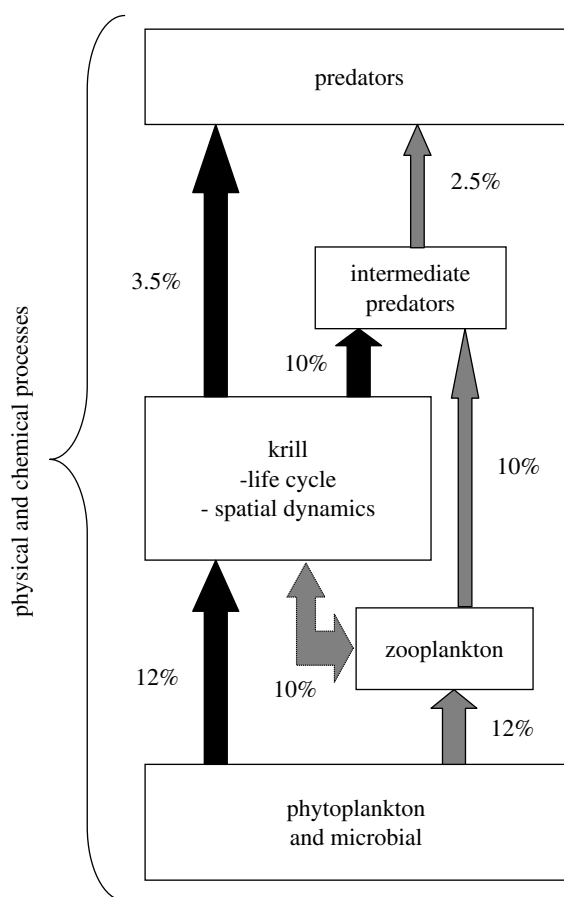 predators
2.5%
3.5%
intermediate
predators
10%
krill
-life cycle
- spatial dynamics
10%
physical and chemical processes
zooplankton
12%
10%
12%
phytoplankton
and microbial